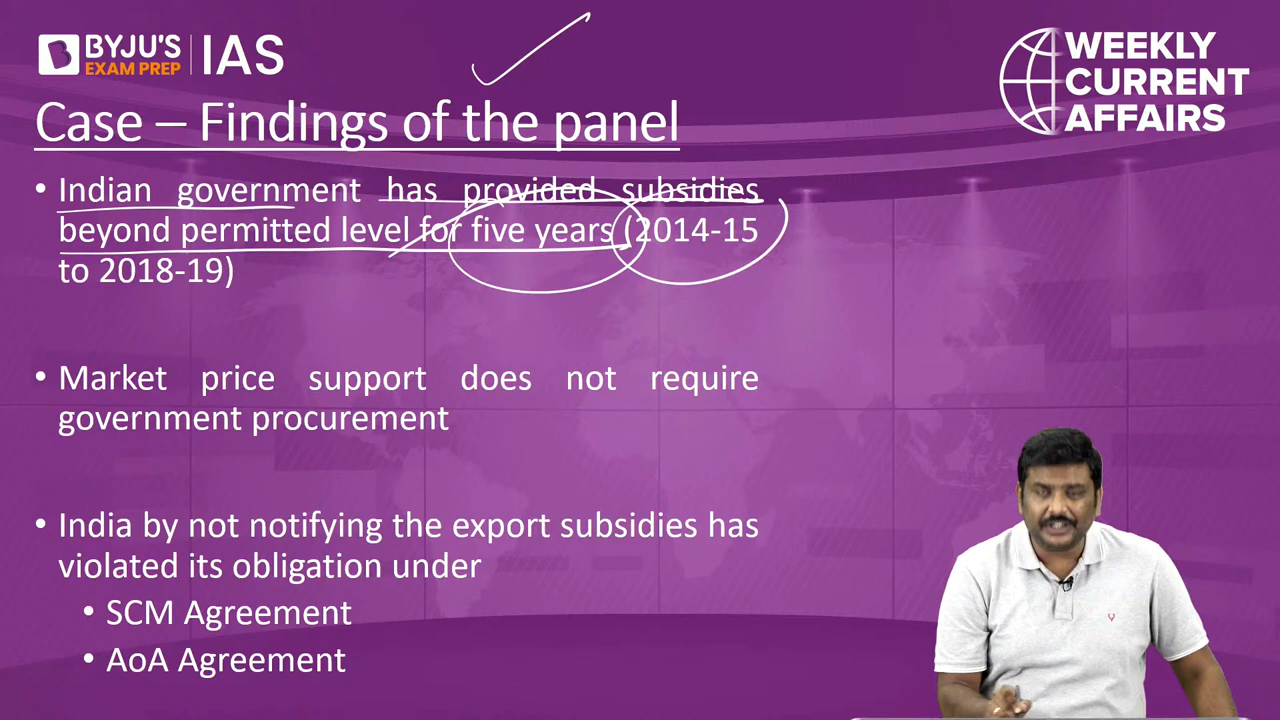 BYJU'S
EXAM PREP
IAS
WEEKLY
CURRENT
AFFAIRS
Case – Findings of the panel
• Indian government has provided subsidies
beyond permitted level for five years (2014-15
to 2018-19)
• Market price support does not require
government procurement
• India by not notifying the export subsidies has
violated its obligation under
• SCM Agreement
• AoA Agreement